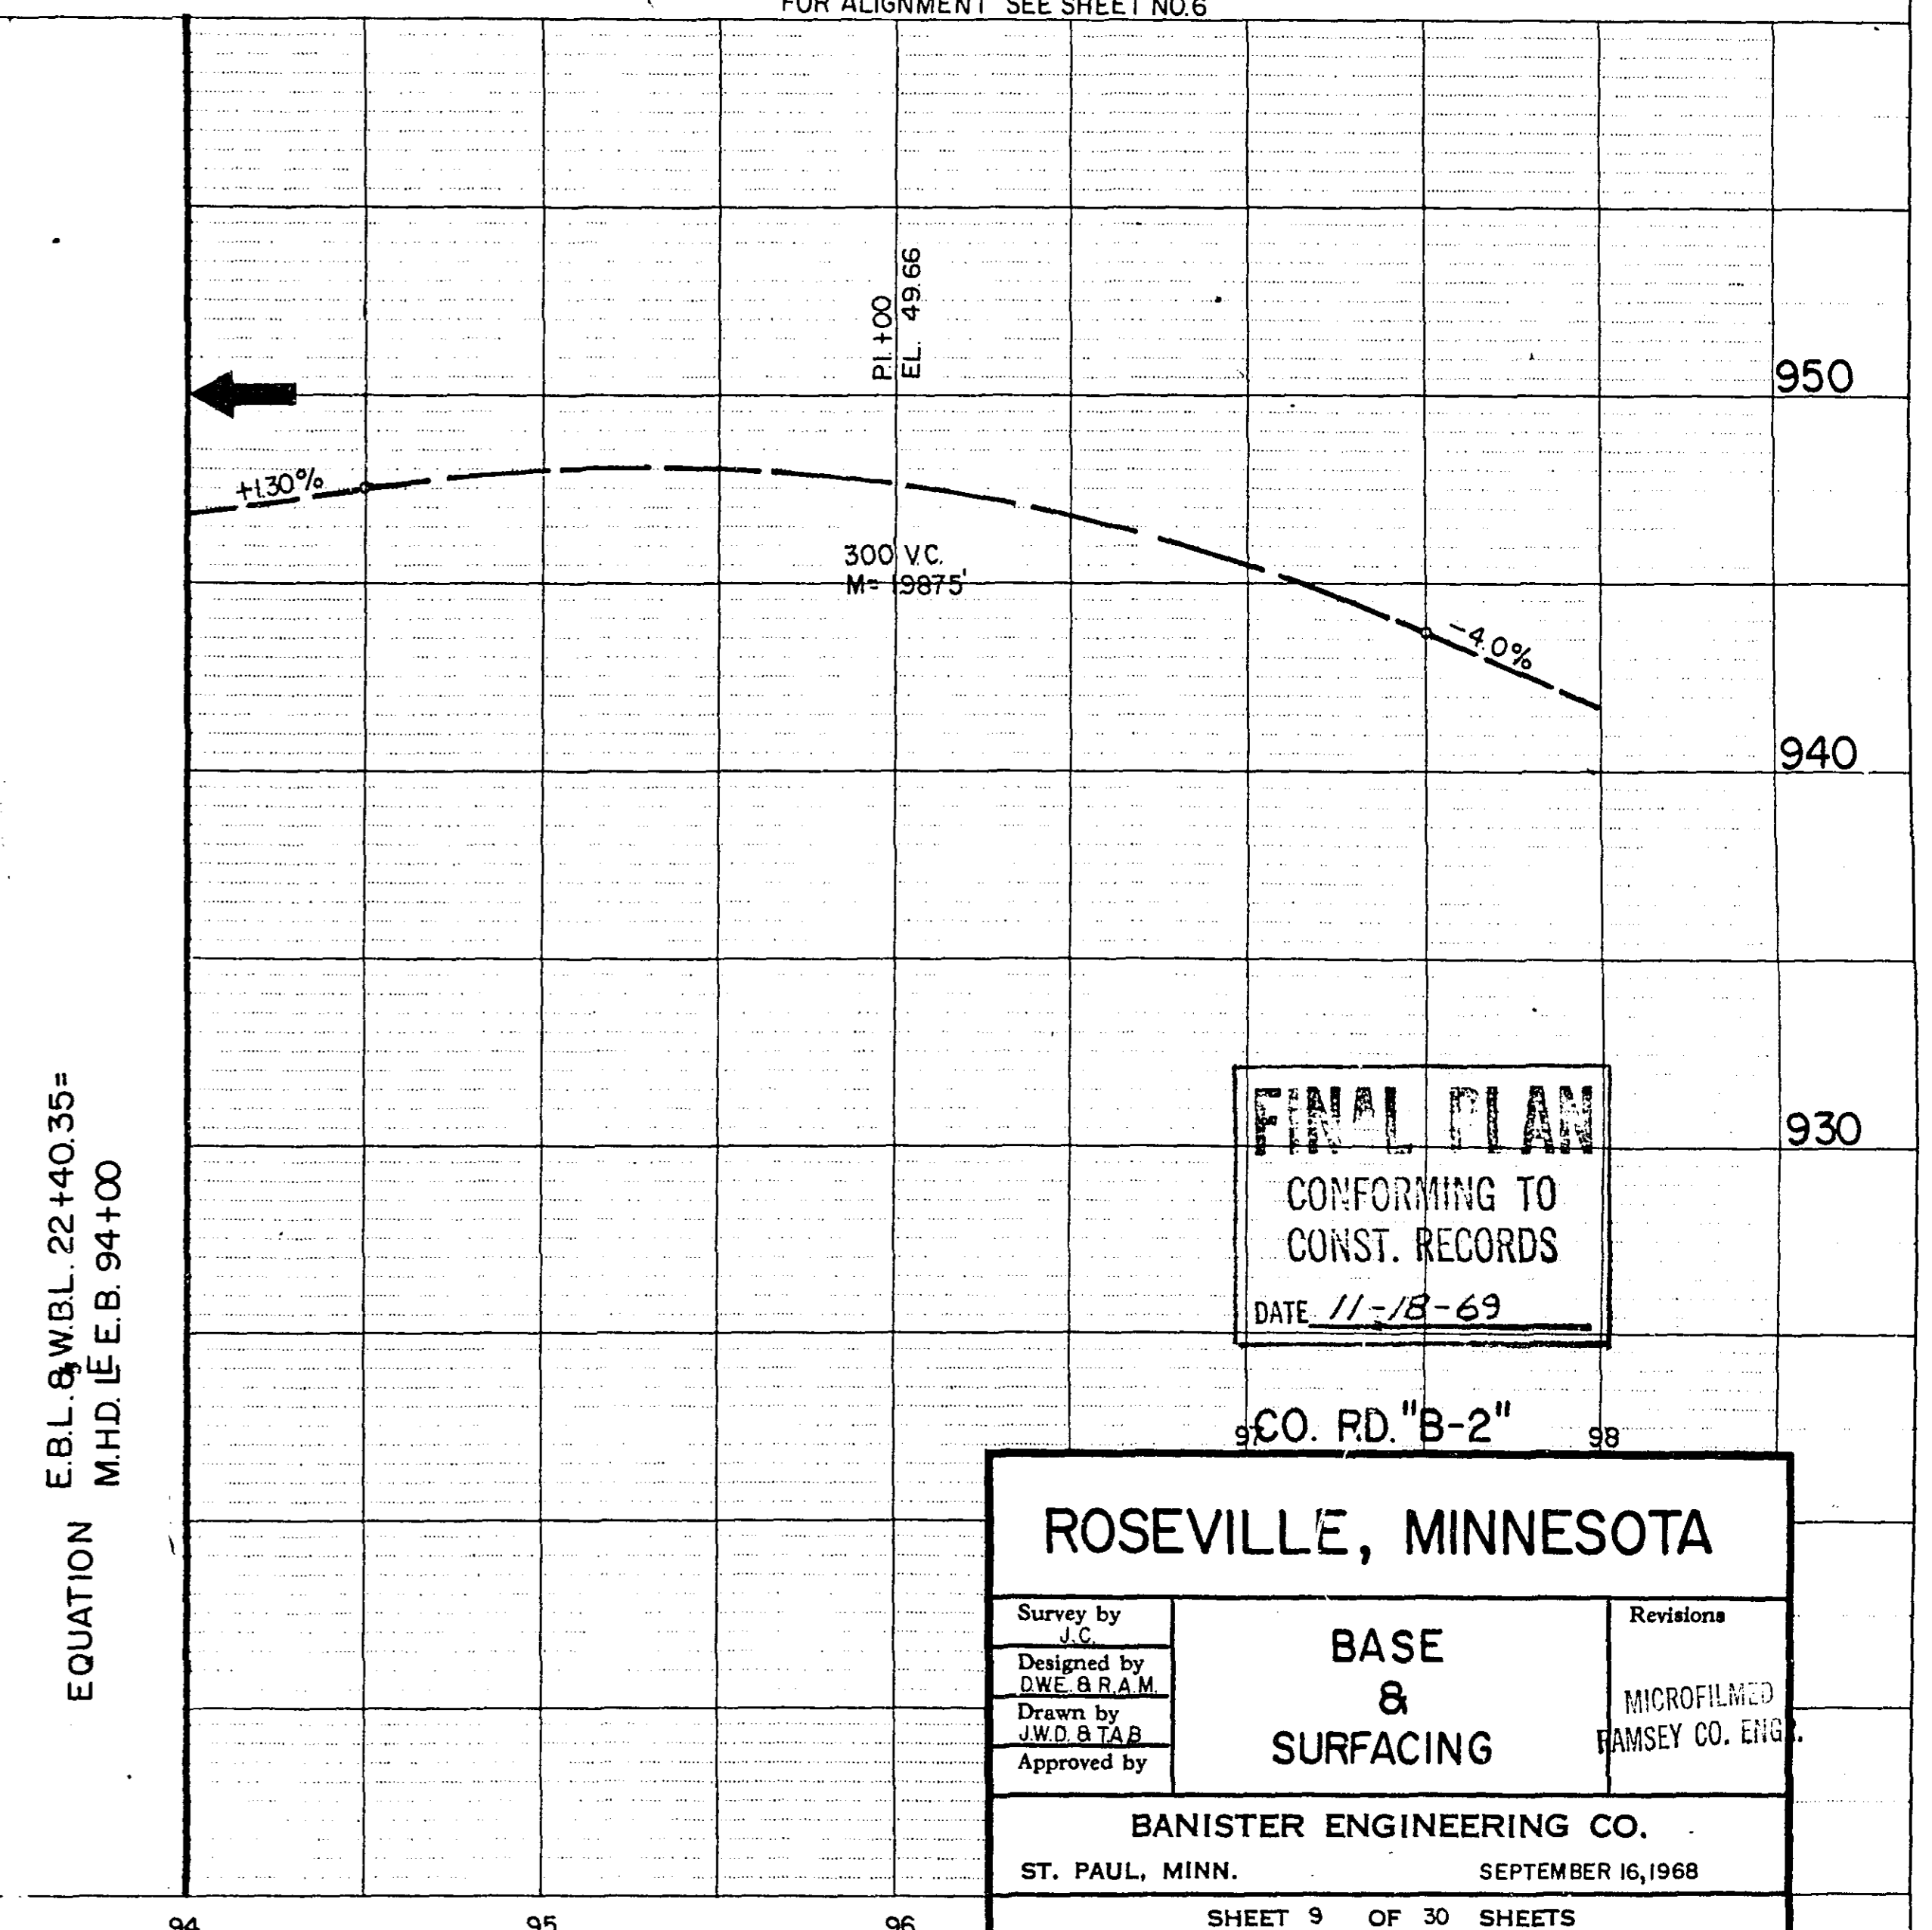 FOR ALIGNMENT SEE SHEET NO. 6
P.I. +00
EL. 49.66
950
+1.30%
300 V.C.
M= 1.9875'
-4.0%
940
930
EQUATION E.B.L. & W.B.L. 22+40.35=
M.H.D. E.B. 94+00
FINAL PLAN
CONFORMING TO
CONST. RECORDS
DATE 11-18-69
CO. RD. "B-2"
98
ROSEVILLE, MINNESOTA
Survey by
J.C.
Designed by
D.W.E. & R.A.M.
Drawn by
J.W.D. & T.A.B
Approved by
BASE
&
SURFACING
Revisions
MICROFILMED
RAMSEY CO. ENGR.
BANISTER ENGINEERING CO.
ST. PAUL, MINN. SEPTEMBER 16, 1968
SHEET 9 OF 30 SHEETS
94 95 96